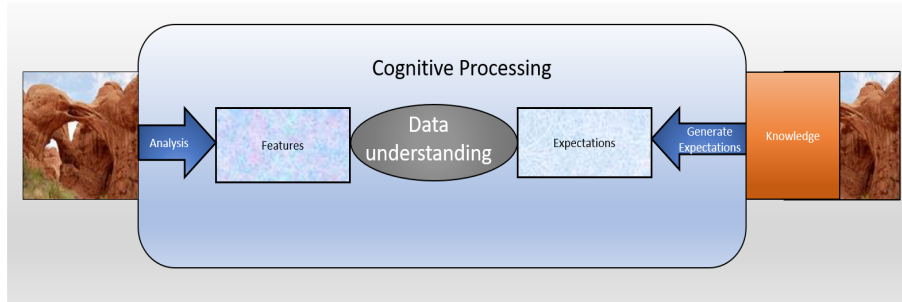 Cognitive Processing
Analysis
Features
Data
understanding
Expectations
Generate
Expectations
Knowledge